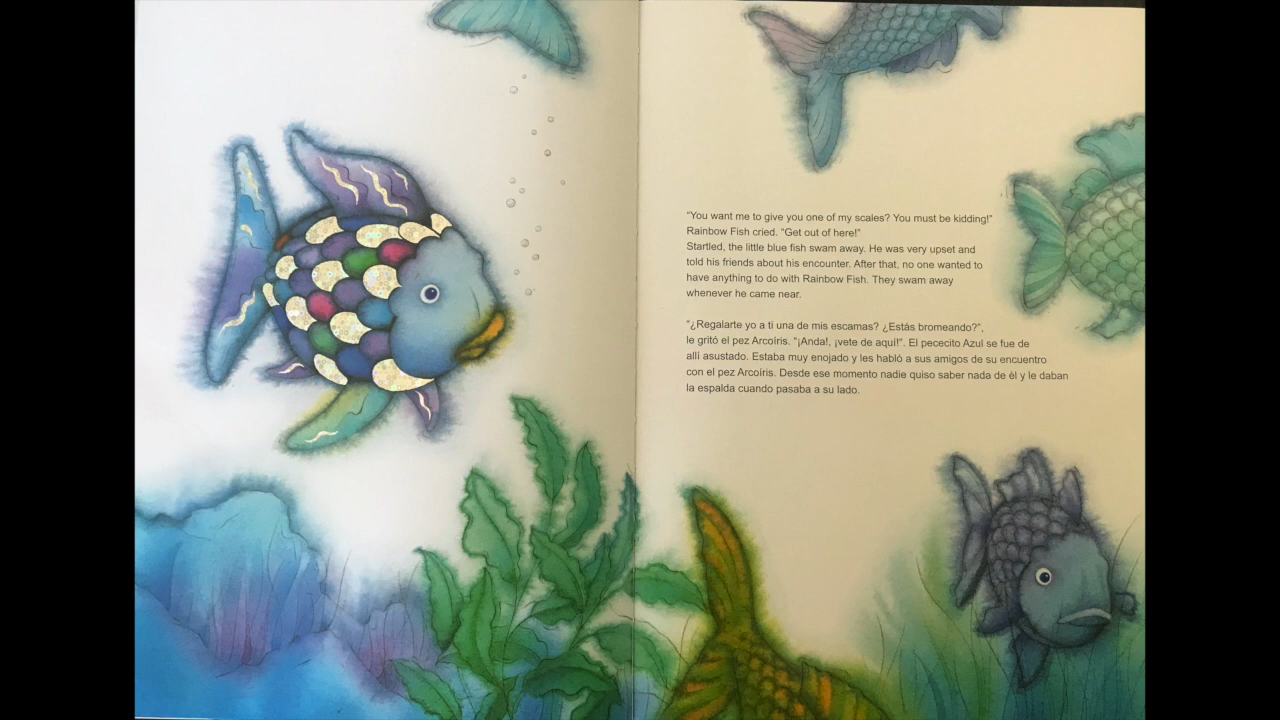 "You want me to give you one of my scales? You must be kidding!"
Rainbow Fish cried. "Get out of here!"
Startled, the little blue fish swam away. He was very upset and
told his friends about his encounter. After that, no one wanted to
have anything to do with Rainbow Fish. They swam away
whenever he came near.
"¿Regalarte yo a ti una de mis escamas? ¿Estás bromeando?",
le gritó el pez Arcoíris. "¡Anda!, ¡vete de aquí!". El pececito Azul se fue de
allí asustado. Estaba muy enojado y les habló a sus amigos de su encuentro
con el pez Arcoíris. Desde ese momento nadie quiso saber nada de él y le daban
la espalda cuando pasaba a su lado.